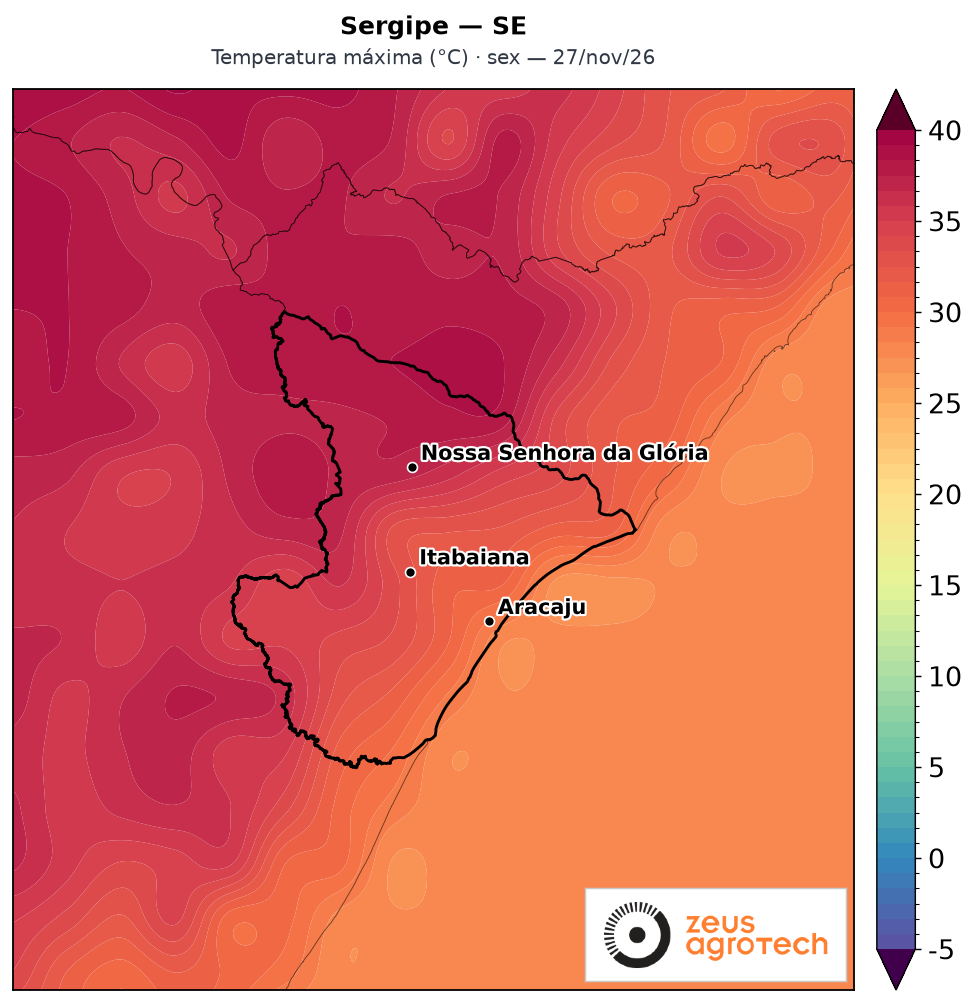 Sergipe — SE
Temperatura máxima (°C) · sex — 27/nov/26
40
35
30
25
20
15
10
5
0
-5
Nossa Senhora da Glória
Itabaiana
Aracaju
zeus
agrotech